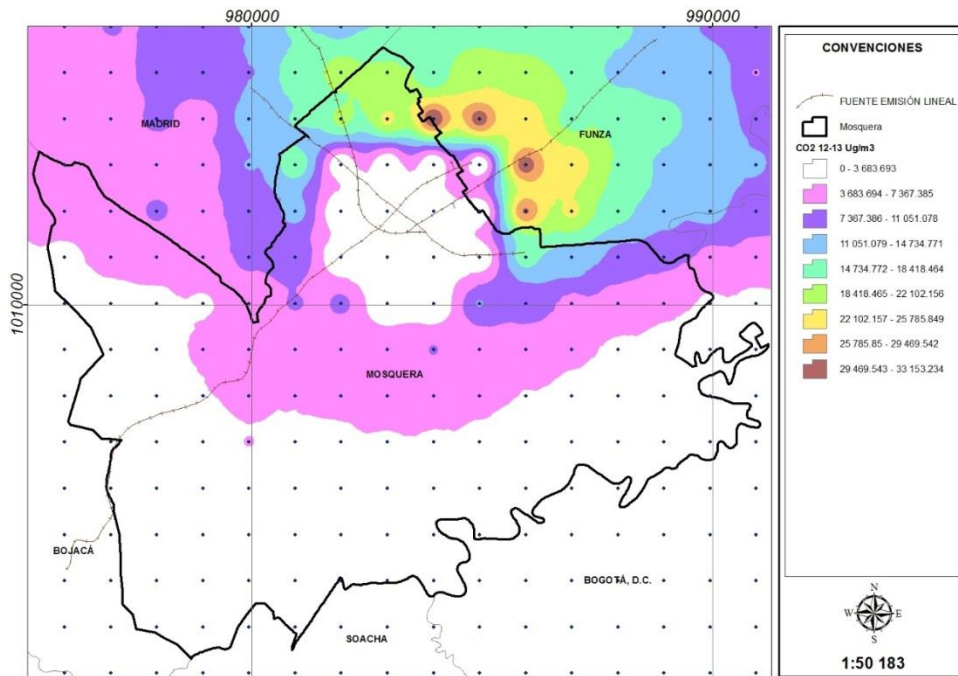 980000
990000
1010000
MADRID
FUNZA
MOSQUERA
BOJACÁ
BOGOTÁ, D.C.
SOACHA
CONVENCIONES
FUENTE EMISIÓN LINEAL
Mosquera
CO2 12-13 Ug/m3
0 - 3 683.693
3 683.694 - 7 367.385
7 367.386 - 11 051.078
11 051.079 - 14 734.771
14 734.772 - 18 418.464
18 418.465 - 22 102.156
22 102.157 - 25 785.849
25 785.85 - 29 469.542
29 469.543 - 33 153.234
N
W E
S
1:50 183